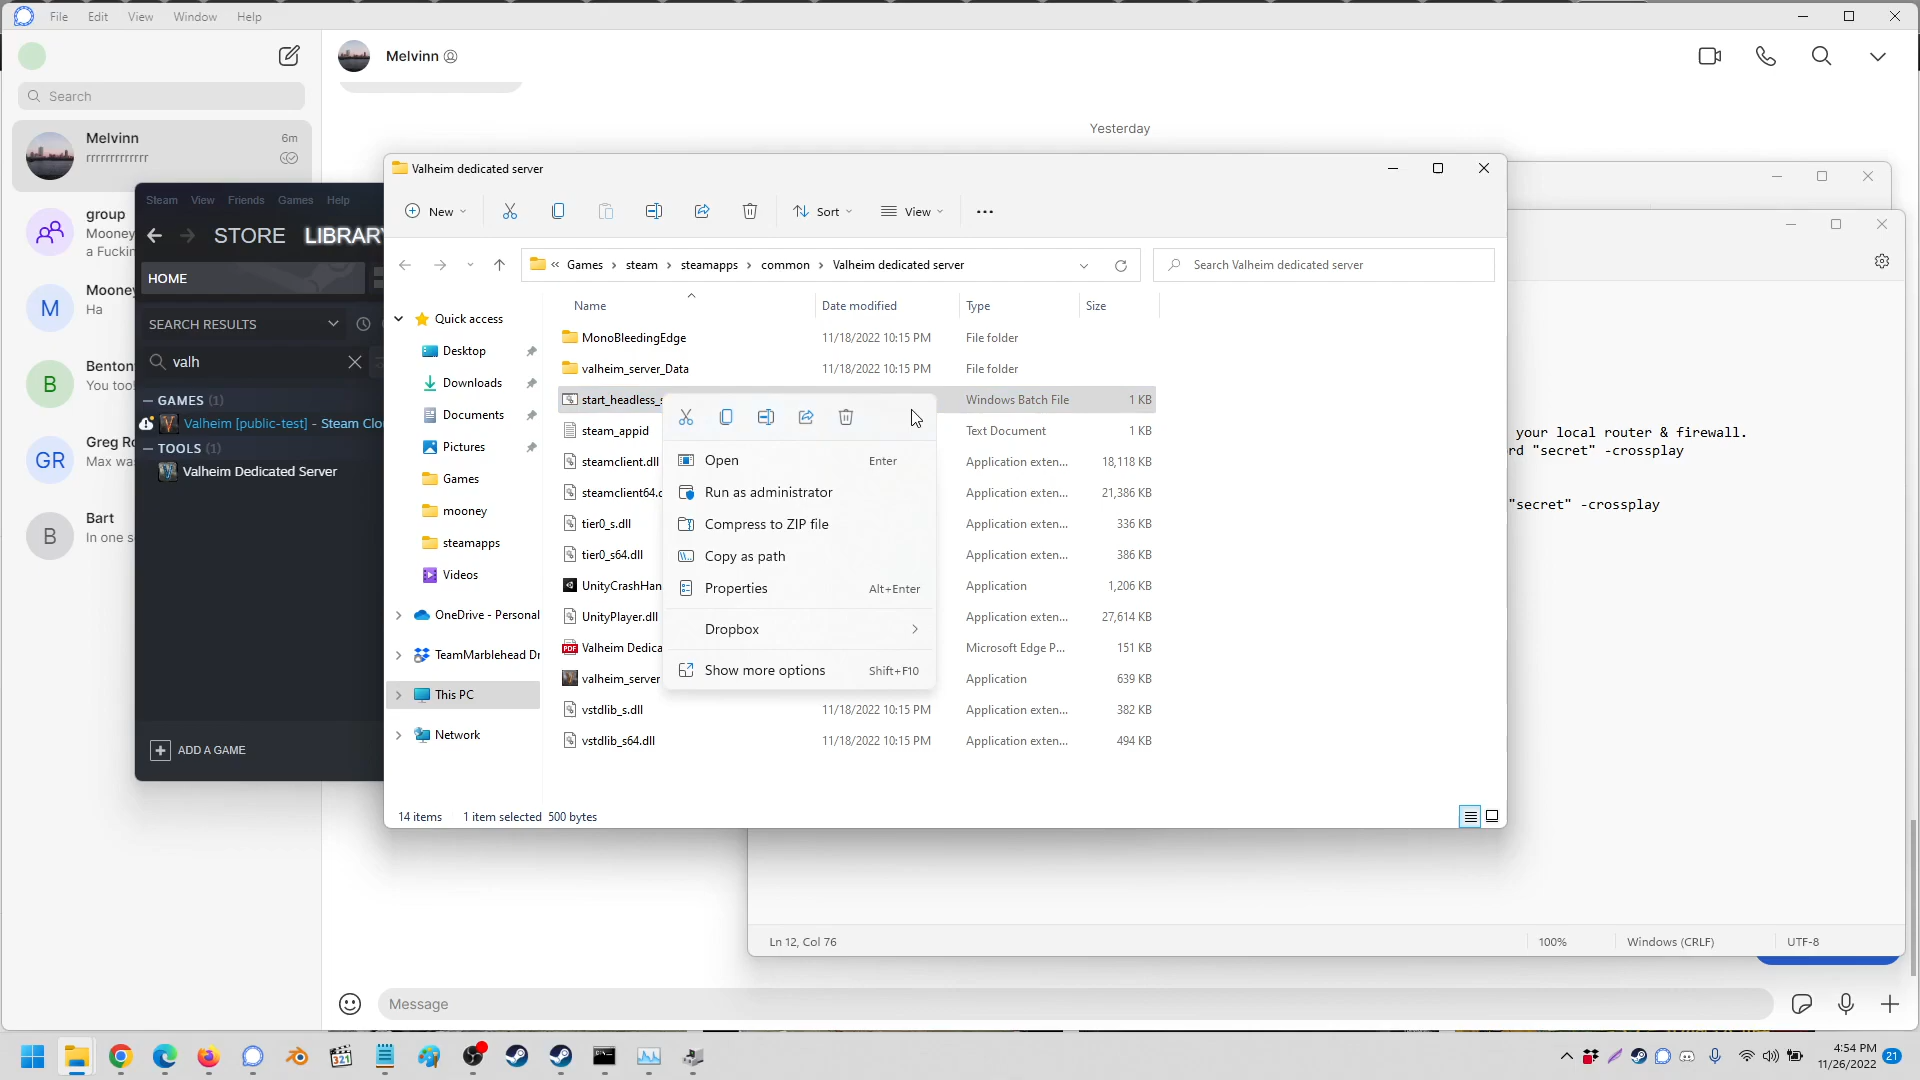 File Edit View Window Help
Melvinn
Search
Yesterday
Melvinn 6m
rrrrrrrrrrrrr
group
Mooney
a Fuckin
M
Mooney
Ha
B
Benton
You too!
GR
Greg Ro
Max was
B
Bart
In one s
Steam View Friends Games Help
STORE LIBRARY
HOME
SEARCH RESULTS
valh
GAMES (1)
Valheim [public-test] - Steam Clo
TOOLS (1)
Valheim Dedicated Server
ADD A GAME
Valheim dedicated server
New Sort View
« Games › steam › steamapps › common › Valheim dedicated server
Search Valheim dedicated server
Name Date modified Type Size
Quick access
Desktop
Downloads
Documents
Pictures
Games
mooney
steamapps
Videos
OneDrive - Personal
TeamMarblehead Dr
This PC
Network
MonoBleedingEdge 11/18/2022 10:15 PM File folder
valheim_server_Data 11/18/2022 10:15 PM File folder
start_headless_s Windows Batch File 1 KB
steam_appid Text Document 1 KB
steamclient.dll Application exten... 18,118 KB
steamclient64.d Application exten... 21,386 KB
tier0_s.dll Application exten... 336 KB
tier0_s64.dll Application exten... 386 KB
UnityCrashHan Application 1,206 KB
UnityPlayer.dll Application exten... 27,614 KB
PDF Valheim Dedica Microsoft Edge P... 151 KB
valheim_server Application 639 KB
vstdlib_s.dll 11/18/2022 10:15 PM Application exten... 382 KB
vstdlib_s64.dll 11/18/2022 10:15 PM Application exten... 494 KB
Open Enter
Run as administrator
Compress to ZIP file
Copy as path
Properties Alt+Enter
Dropbox
Show more options Shift+F10
14 items 1 item selected 500 bytes
your local router & firewall.
rd "secret" -crossplay
"secret" -crossplay
Ln 12, Col 76 100% Windows (CRLF) UTF-8
Message
321
4:54 PM
11/26/2022
21